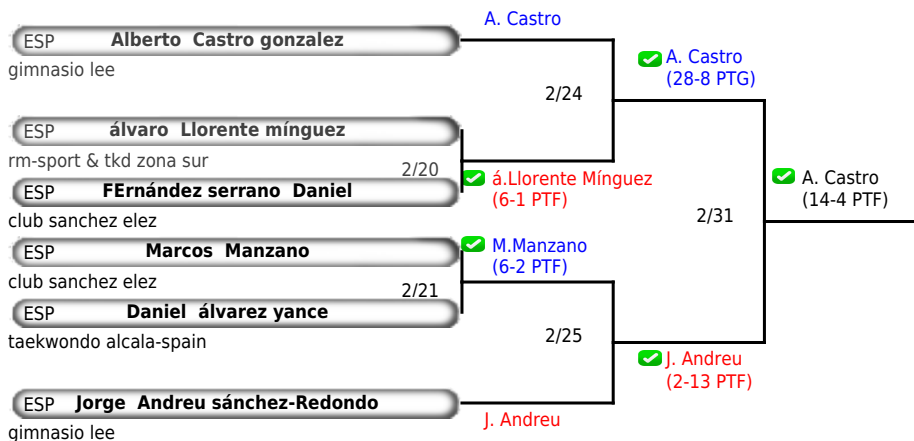 A. Castro
ESP Alberto Castro gonzalez
gimnasio lee
A. Castro
(28-8 PTG)
2/24
ESP álvaro Llorente mínguez
rm-sport & tkd zona sur
2/20
á.Llorente Mínguez
(6-1 PTF)
ESP FErnández serrano Daniel
club sanchez elez
A. Castro
(14-4 PTF)
2/31
ESP Marcos Manzano
club sanchez elez
M.Manzano
(6-2 PTF)
2/21
ESP Daniel álvarez yance
taekwondo alcala-spain
2/25
J. Andreu
(2-13 PTF)
ESP Jorge Andreu sánchez-Redondo
gimnasio lee
J. Andreu